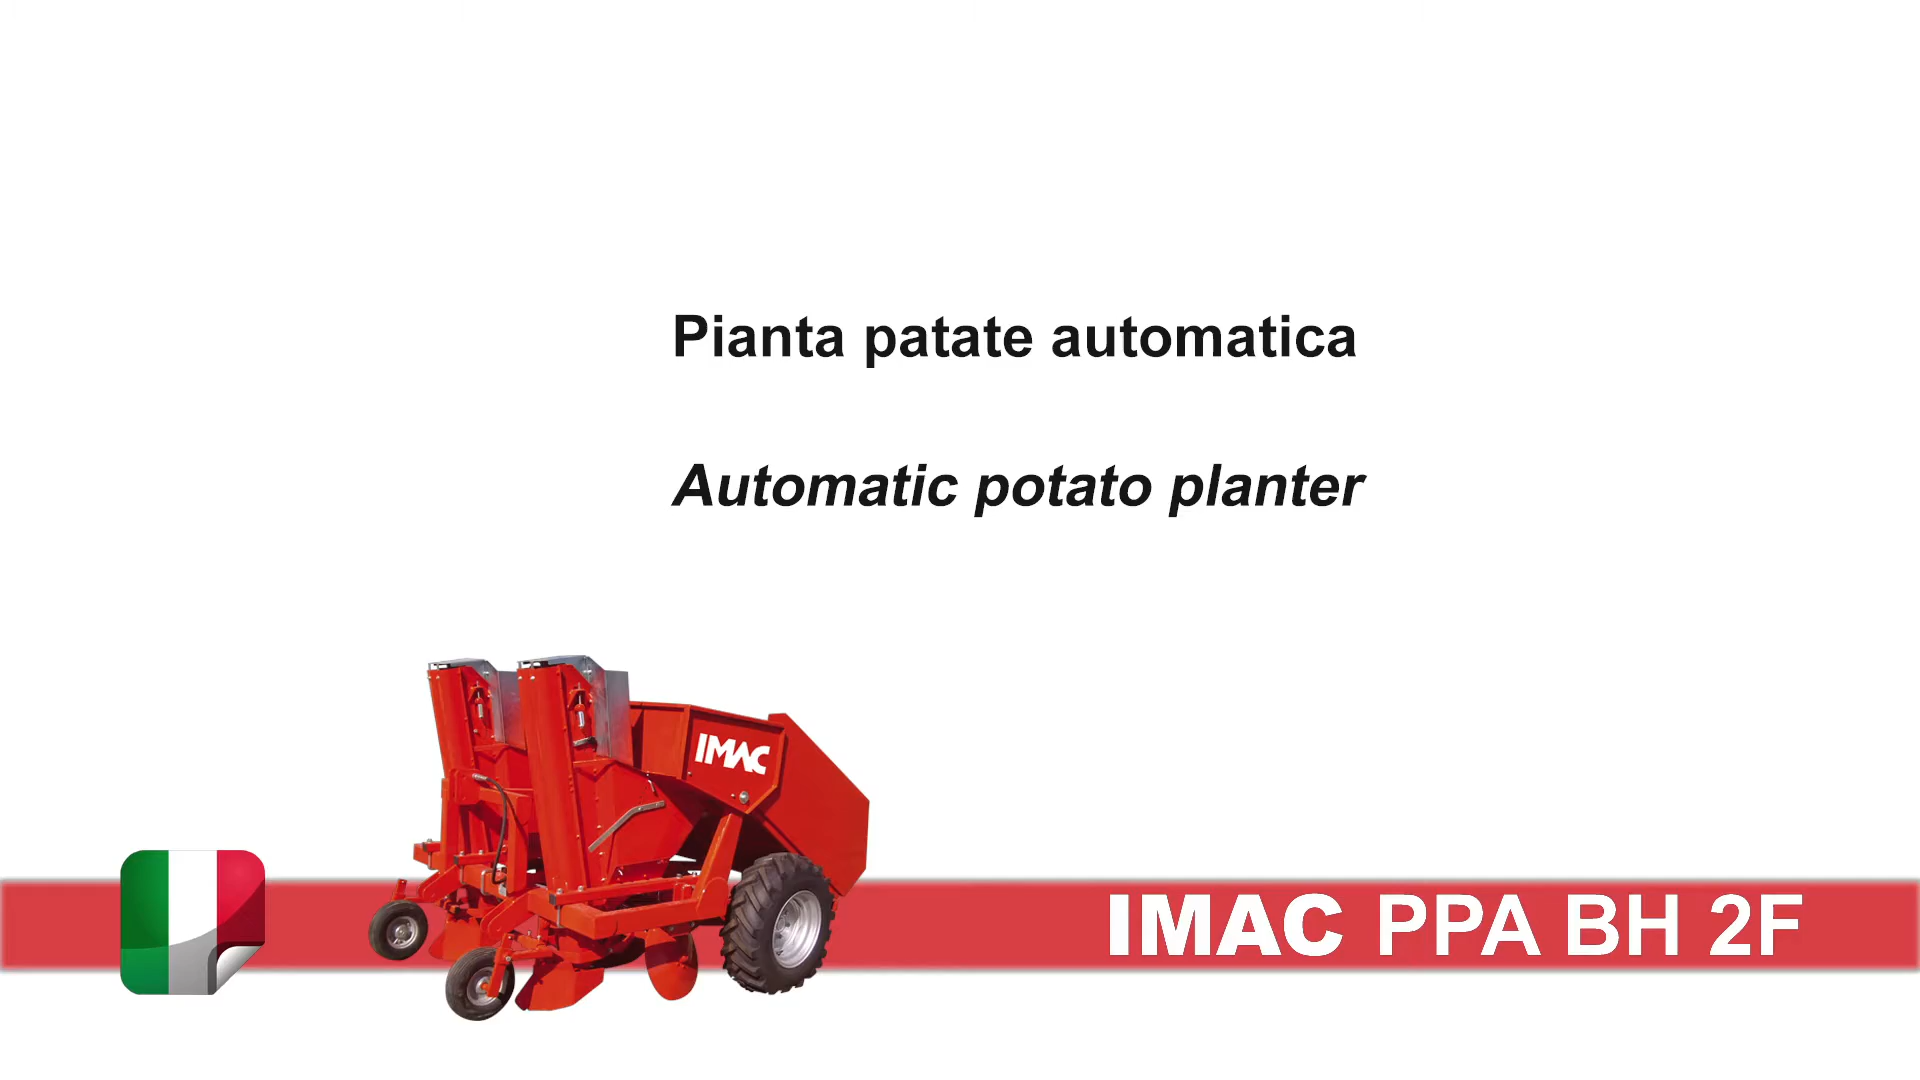 Pianta patate automatica
Automatic potato planter
IMAC
IMAC PPA BH 2F